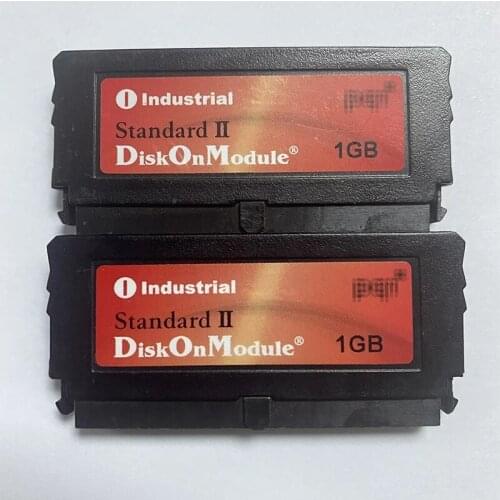 Industrial
Standard II
DiskOnModule®
1GB
Industrial
Standard II
DiskOnModule®
1GB